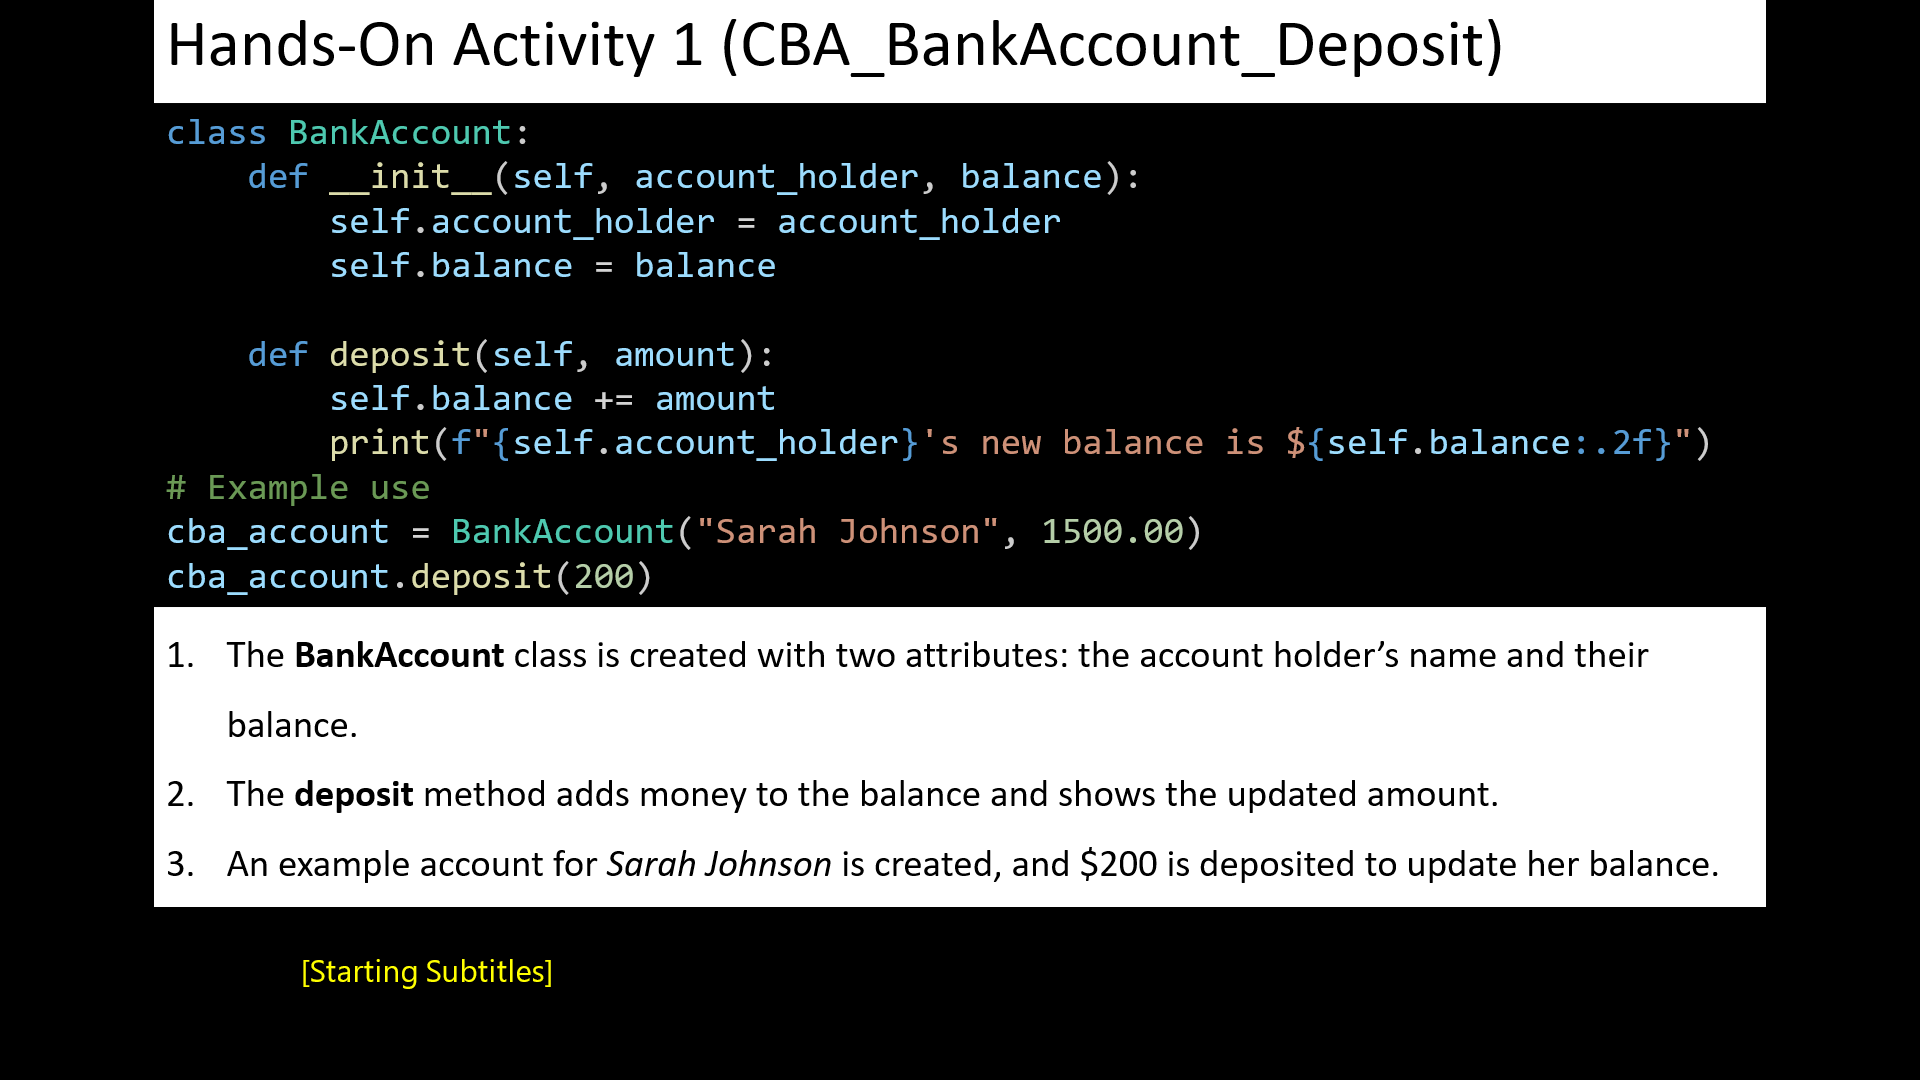 Hands-On Activity 1 (CBA_BankAccount_Deposit)
class BankAccount:
    def __init__(self, account_holder, balance):
        self.account_holder = account_holder
        self.balance = balance

    def deposit(self, amount):
        self.balance += amount
        print(f"{self.account_holder}'s new balance is ${self.balance:.2f}")
# Example use
cba_account = BankAccount("Sarah Johnson", 1500.00)
cba_account.deposit(200)
1. The BankAccount class is created with two attributes: the account holder’s name and their
balance.
2. The deposit method adds money to the balance and shows the updated amount.
3. An example account for Sarah Johnson is created, and $200 is deposited to update her balance.
[Starting Subtitles]